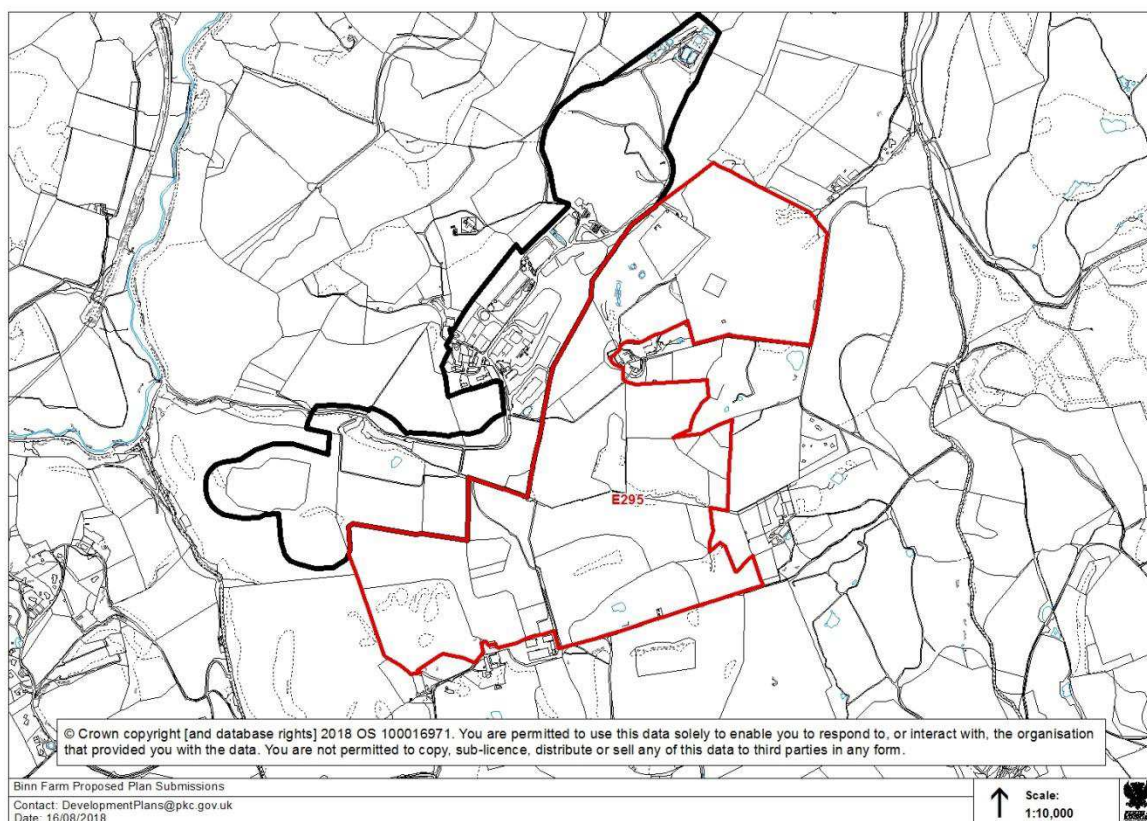 E295
© Crown copyright [and database rights] 2018 OS 100016971. You are permitted to use this data solely to enable you to respond to, or interact with, the organisation
that provided you with the data. You are not permitted to copy, sub-licence, distribute or sell any of this data to third parties in any form.
Binn Farm Proposed Plan Submissions
Contact: DevelopmentPlans@pkc.gov.uk
Date: 16/08/2018
Scale:
1:10,000